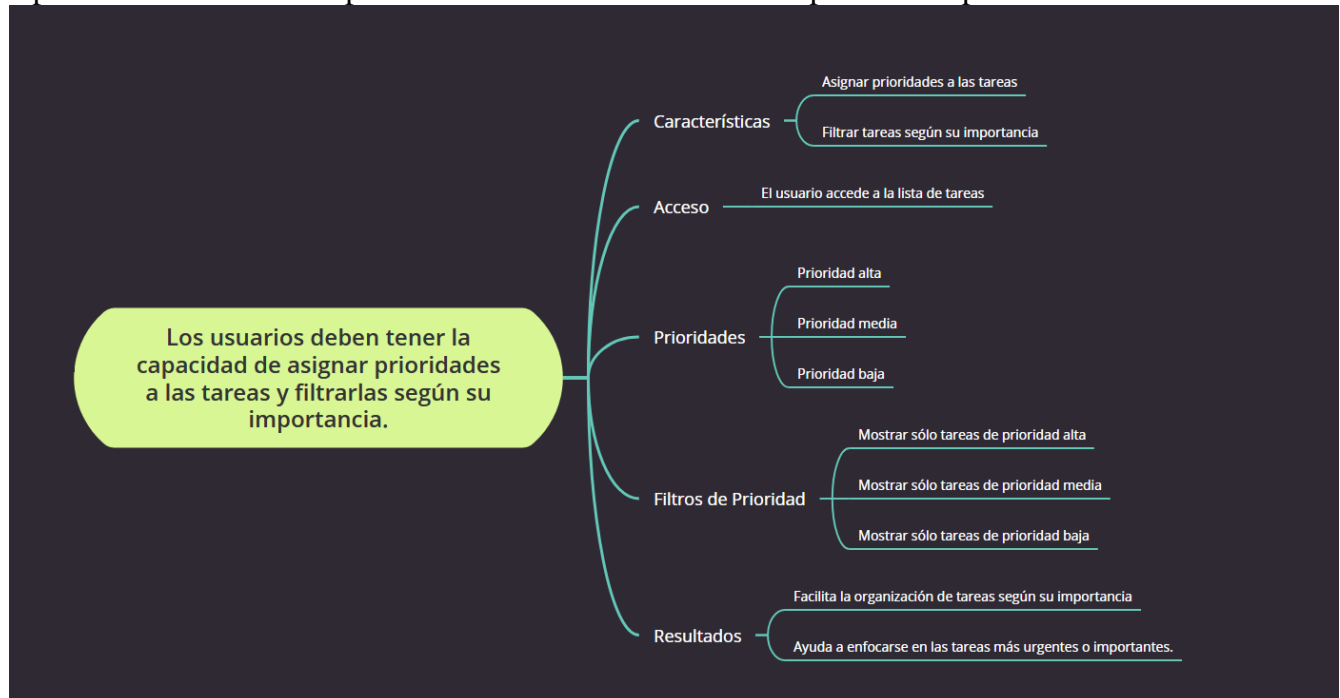 Los usuarios deben tener la
capacidad de asignar prioridades
a las tareas y filtrarlas según su
importancia.
Características
Asignar prioridades a las tareas
Filtrar tareas según su importancia
Acceso
El usuario accede a la lista de tareas
Prioridades
Prioridad alta
Prioridad media
Prioridad baja
Filtros de Prioridad
Mostrar sólo tareas de prioridad alta
Mostrar sólo tareas de prioridad media
Mostrar sólo tareas de prioridad baja
Resultados
Facilita la organización de tareas según su importancia
Ayuda a enfocarse en las tareas más urgentes o importantes.